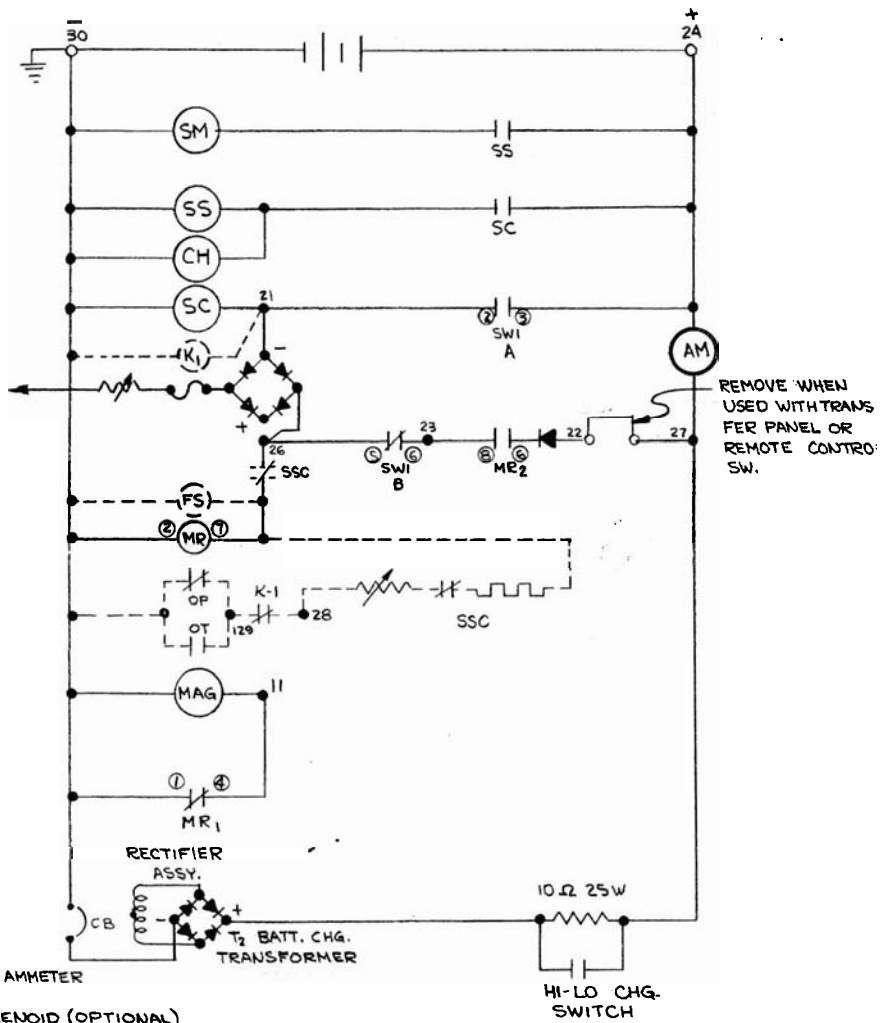 − +
30 24
SM
SS
SS
SC
CH
SC
21
② ③
SW1
A
K1
−
AM
+
REMOVE WHEN
USED WITH TRANS
FER PANEL OR
REMOTE CONTRO
SW.
23
22
27
26
⑤ ⑥
SW1
B
⑧ ⑥
MR2
SSC
FS
② ⑦
MR
OP
K-1
129
28
OT
SSC
MAG
11
① ④
MR1
RECTIFIER
ASSY.
− +
CB
T2 BATT. CHG.
TRANSFORMER
10 Ω 25W
AMMETER
HI-LO CHG.
SWITCH
ENOID (OPTIONAL)